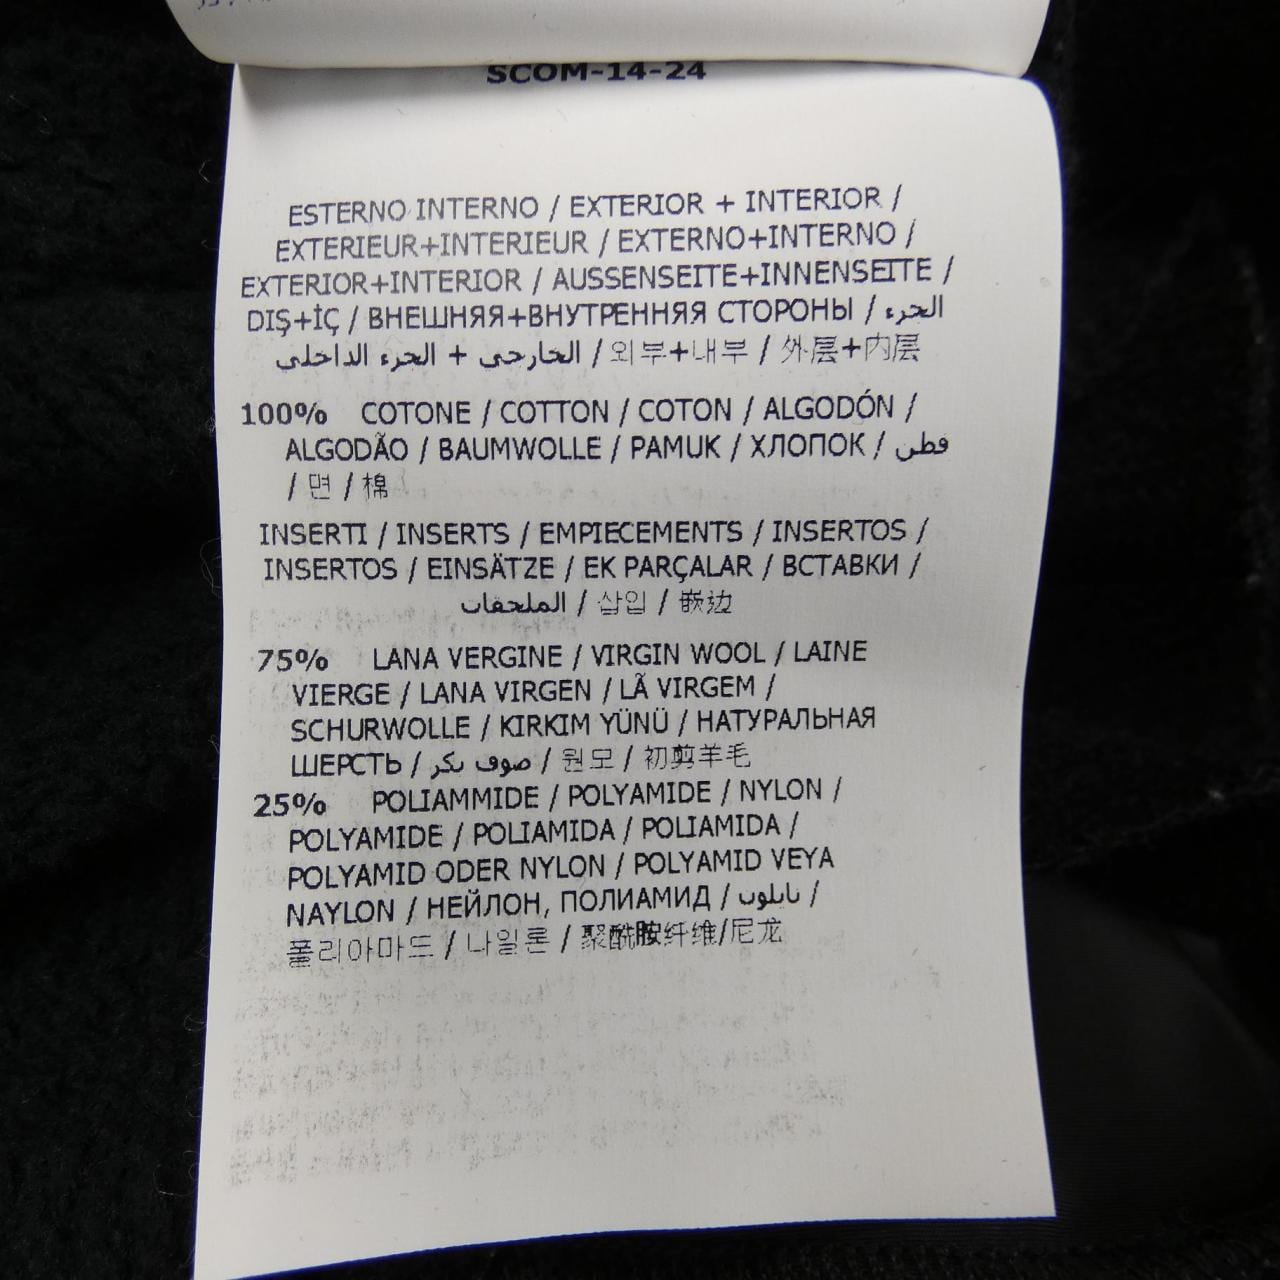 SCOM-14-24
ESTERNO INTERNO / EXTERIOR + INTERIOR /
EXTERIEUR+INTERIEUR / EXTERNO+INTERNO /
EXTERIOR+INTERIOR / AUSSENSEITE+INNENSEITE /
DIŞ+İÇ / ВНЕШНЯЯ+ВНУТРЕННЯЯ СТОРОНЫ / الجزء
الخارجي + الجزء الداخلي / 외부+내부 / 外层+内层
100% COTONE / COTTON / COTON / ALGODÓN /
ALGODÃO / BAUMWOLLE / PAMUK / ХЛОПОК / قطن
/ 면 / 棉
INSERTI / INSERTS / EMPIECEMENTS / INSERTOS /
INSERTOS / EINSÄTZE / EK PARÇALAR / ВСТАВКИ /
الملحقات / 삽입 / 嵌边
75% LANA VERGINE / VIRGIN WOOL / LAINE
VIERGE / LANA VIRGEN / LÃ VIRGEM /
SCHURWOLLE / KIRKIM YÜNÜ / НАТУРАЛЬНАЯ
ШЕРСТЬ / صوف بكر / 원모 / 初剪羊毛
25% POLIAMMIDE / POLYAMIDE / NYLON /
POLYAMIDE / POLIAMIDA / POLIAMIDA /
POLYAMID ODER NYLON / POLYAMID VEYA
NAYLON / НЕЙЛОН, ПОЛИАМИД / نايلون /
폴리아마드 / 나일론 / 聚酰胺纤维/尼龙